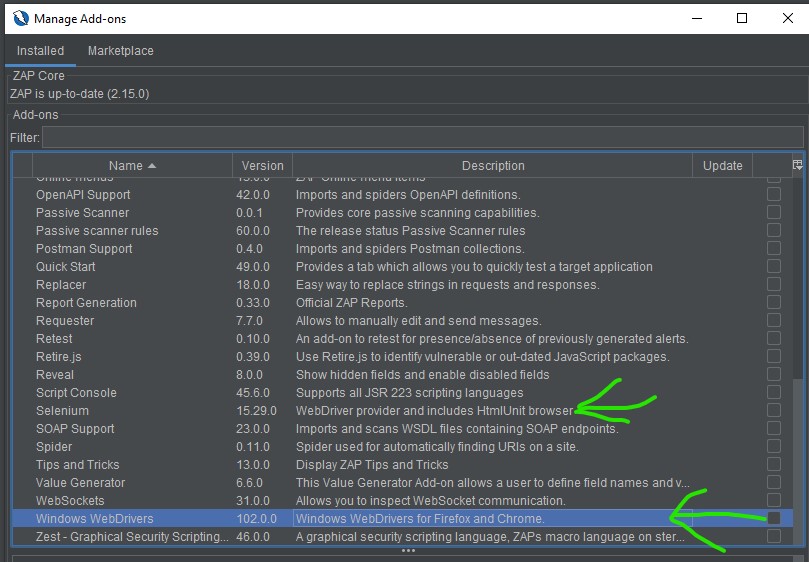 Manage Add-ons
Installed Marketplace
ZAP Core
ZAP is up-to-date (2.15.0)
Add-ons
Filter:
Name Version Description Update
Online menus 13.0.0 ZAP Online menu items
OpenAPI Support 42.0.0 Imports and spiders OpenAPI definitions.
Passive Scanner 0.0.1 Provides core passive scanning capabilities.
Passive scanner rules 60.0.0 The release status Passive Scanner rules
Postman Support 0.4.0 Imports and spiders Postman collections.
Quick Start 49.0.0 Provides a tab which allows you to quickly test a target application
Replacer 18.0.0 Easy way to replace strings in requests and responses.
Report Generation 0.33.0 Official ZAP Reports.
Requester 7.7.0 Allows to manually edit and send messages.
Retest 0.10.0 An add-on to retest for presence/absence of previously generated alerts.
Retire.js 0.39.0 Use Retire.js to identify vulnerable or out-dated JavaScript packages.
Reveal 8.0.0 Show hidden fields and enable disabled fields
Script Console 45.6.0 Supports all JSR 223 scripting languages
Selenium 15.29.0 WebDriver provider and includes HtmlUnit browser
SOAP Support 23.0.0 Imports and scans WSDL files containing SOAP endpoints.
Spider 0.11.0 Spider used for automatically finding URIs on a site.
Tips and Tricks 13.0.0 Display ZAP Tips and Tricks
Value Generator 6.6.0 This Value Generator Add-on allows a user to define field names and v...
WebSockets 31.0.0 Allows you to inspect WebSocket communication.
Windows WebDrivers 102.0.0 Windows WebDrivers for Firefox and Chrome.
Zest - Graphical Security Scripting... 46.0.0 A graphical security scripting language, ZAPs macro language on ster...